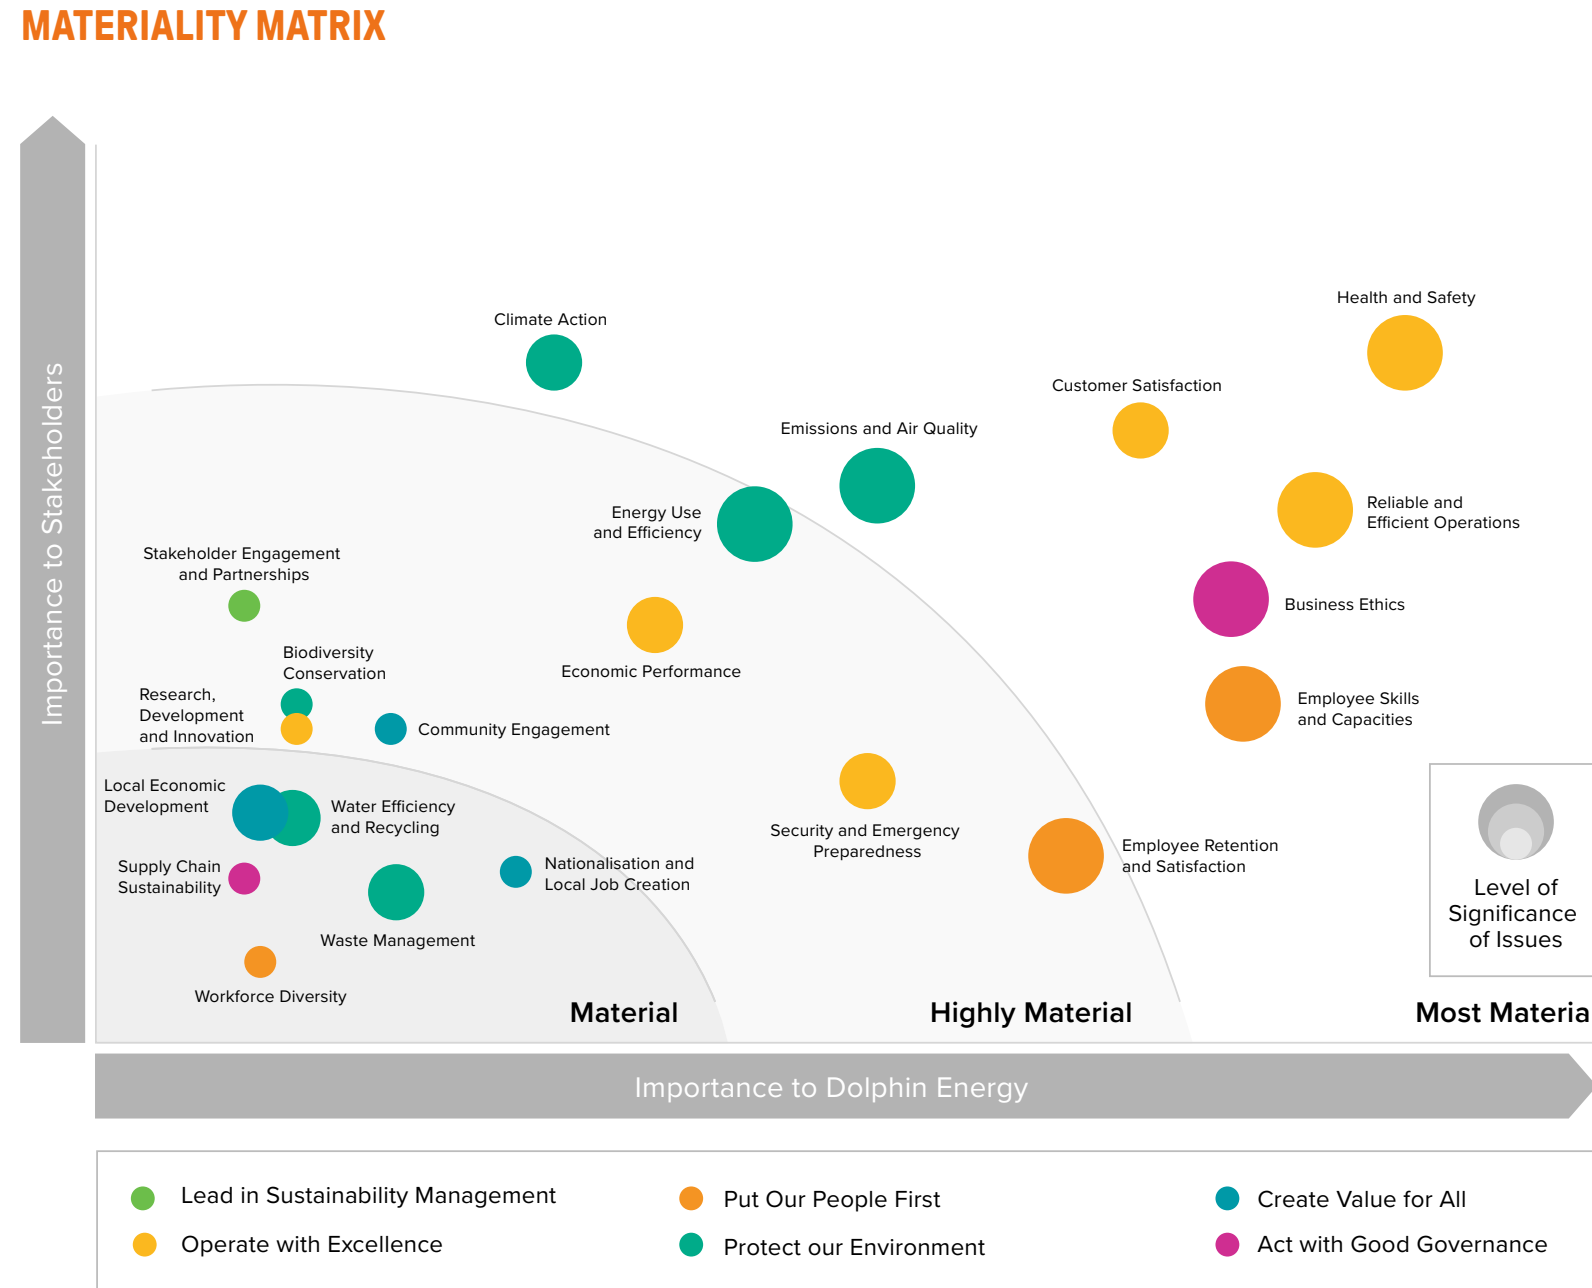 MATERIALITY MATRIX
Importance to Stakeholders
Health and Safety
Climate Action
Customer Satisfaction
Emissions and Air Quality
Energy Use
and Efficiency
Reliable and
Efficient Operations
Stakeholder Engagement
and Partnerships
Business Ethics
Biodiversity
Conservation
Economic Performance
Research,
Development
and Innovation
Community Engagement
Employee Skills
and Capacities
Local Economic
Development
Water Efficiency
and Recycling
Security and Emergency
Preparedness
Employee Retention
and Satisfaction
Supply Chain
Sustainability
Nationalisation and
Local Job Creation
Waste Management
Workforce Diversity
Level of
Significance
of Issues
Material
Highly Material
Most Materia
Importance to Dolphin Energy
Lead in Sustainability Management
Put Our People First
Create Value for All
Operate with Excellence
Protect our Environment
Act with Good Governance